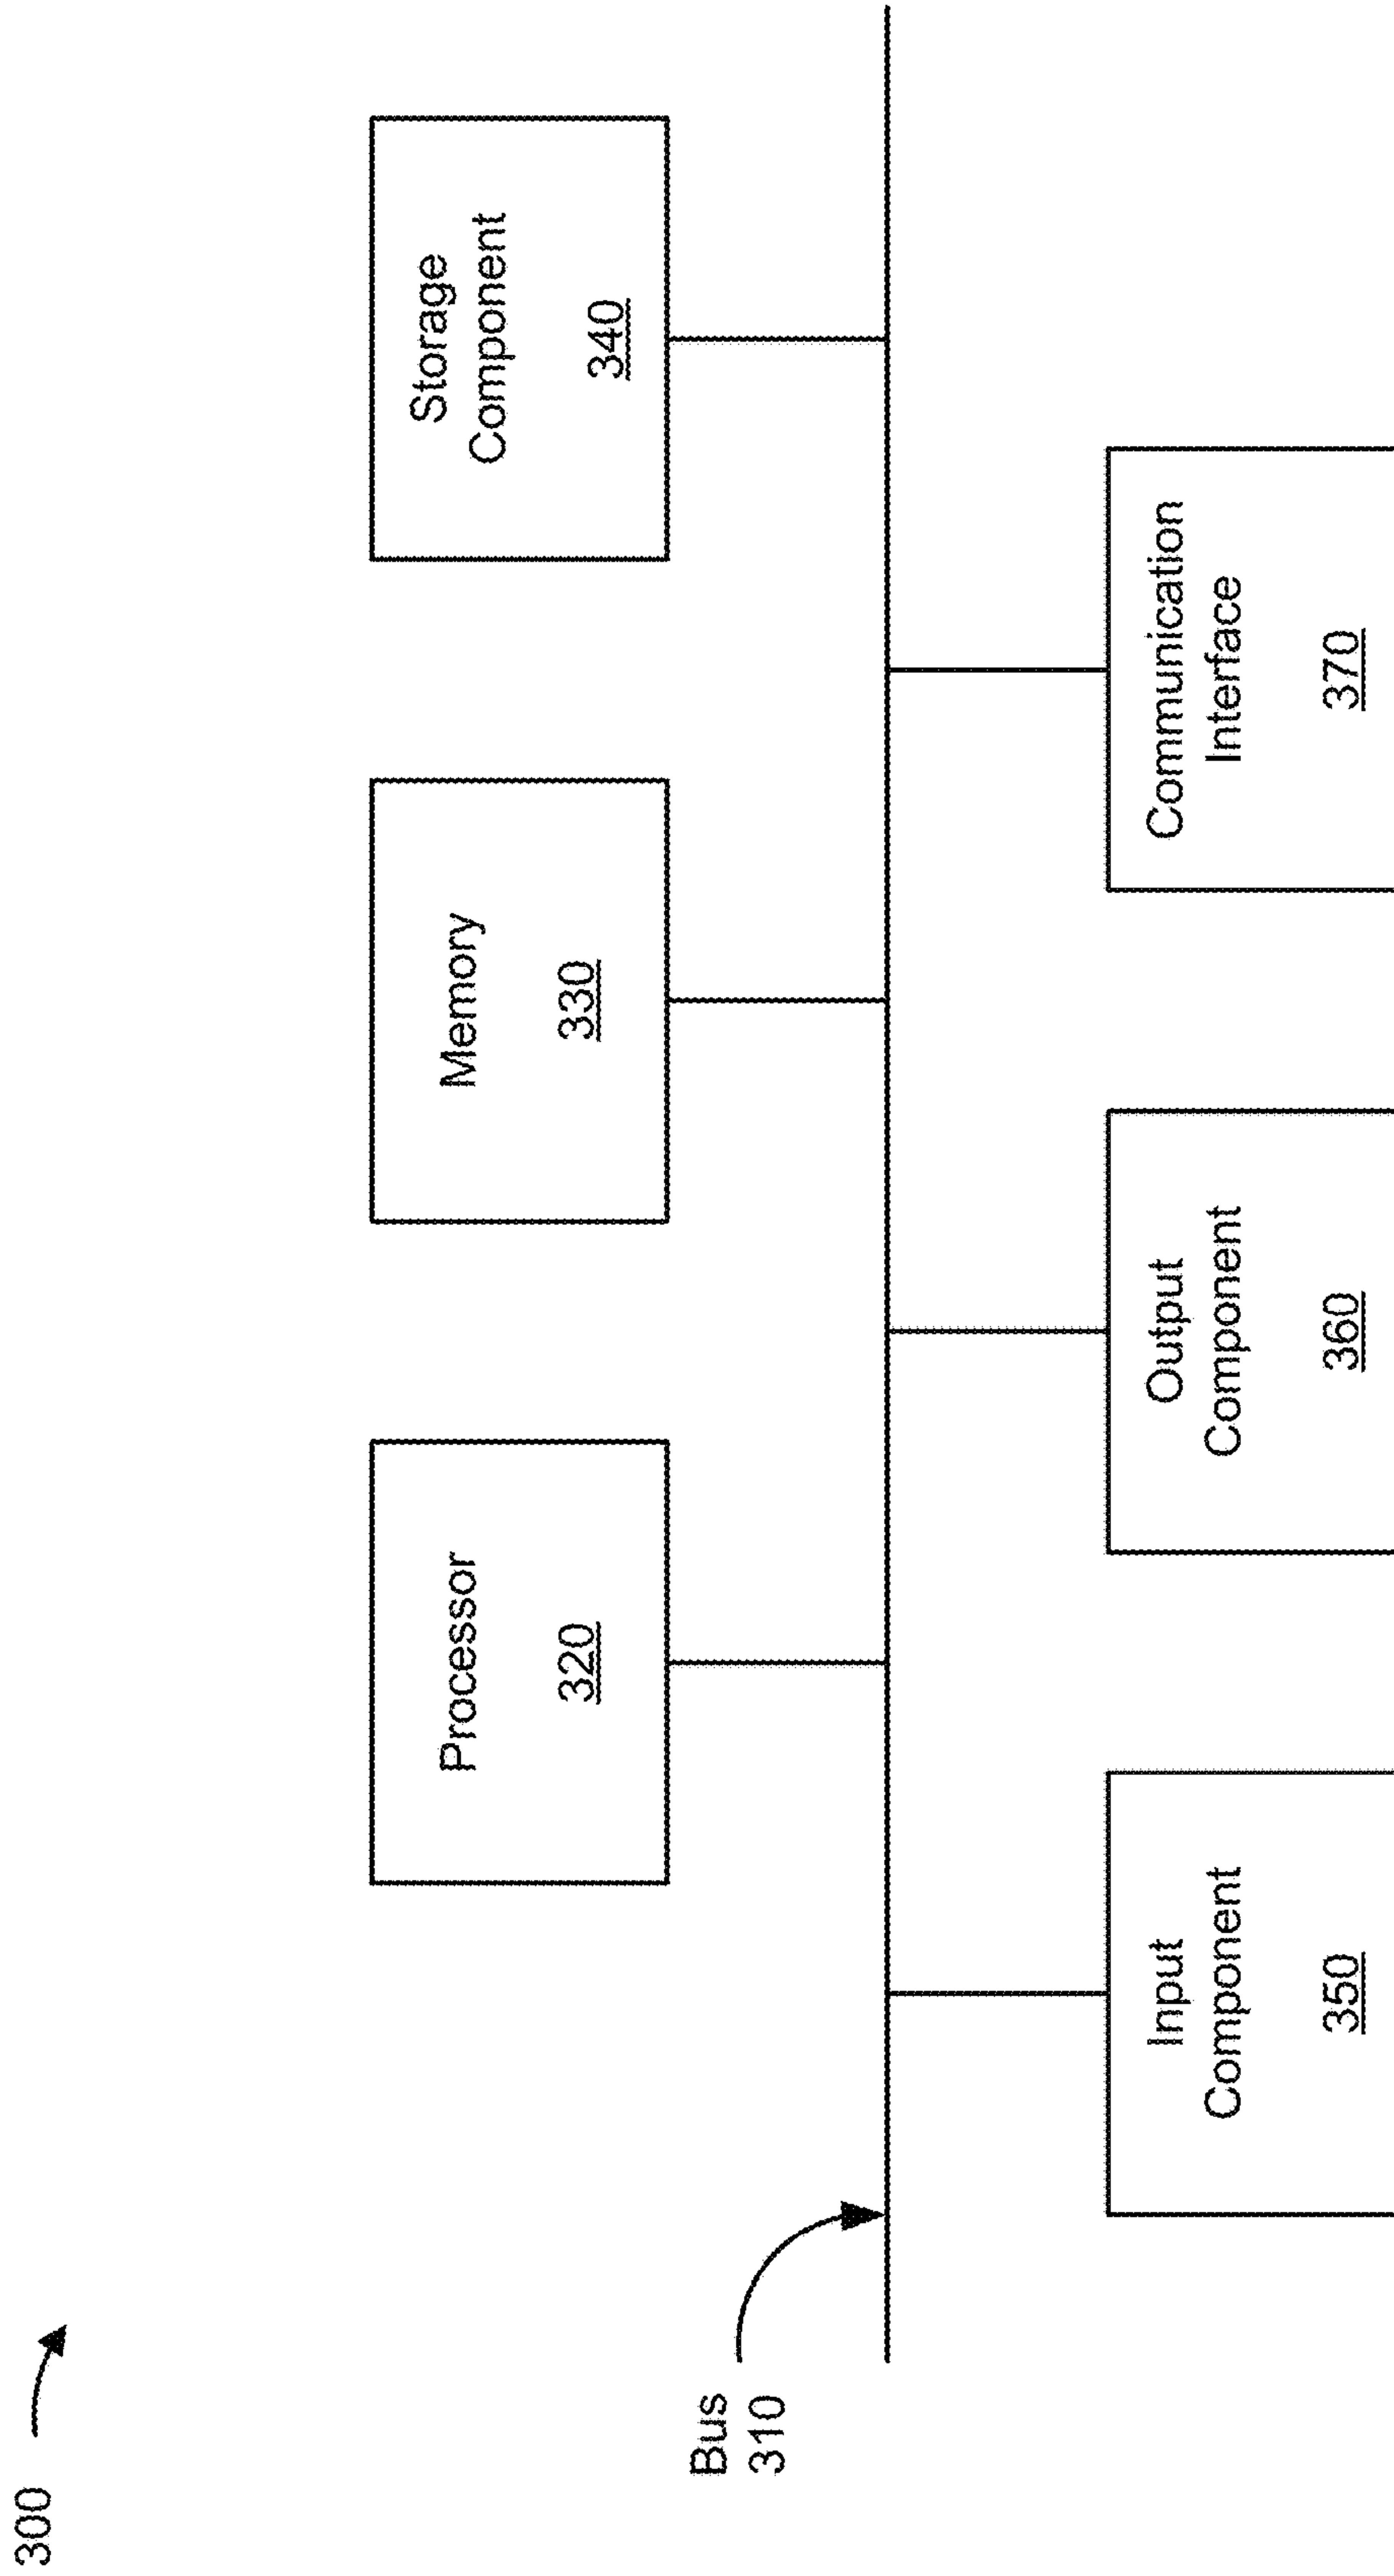 300
Processor
320
Memory
330
Storage
Component
340
Bus
310
Input
Component
350
Output
Component
360
Communication
Interface
370